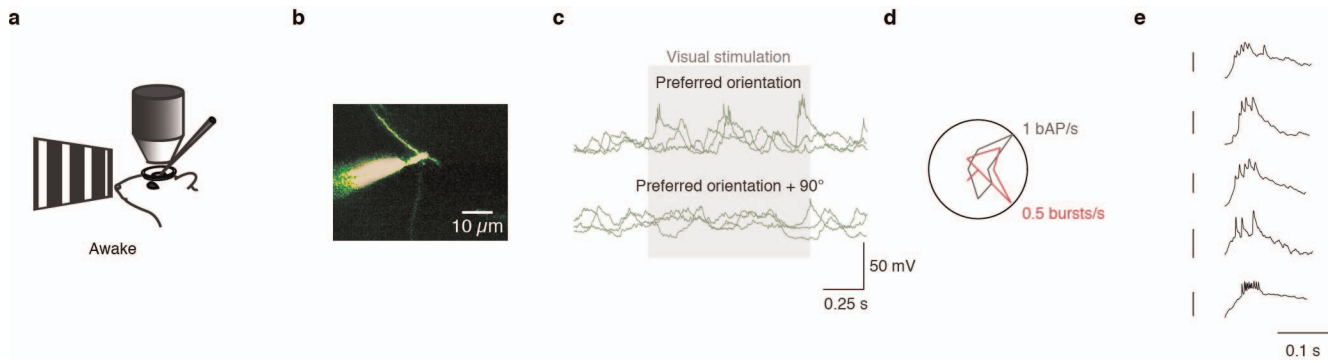 a
Awake
b
10 µm
c
Visual stimulation
Preferred orientation
Preferred orientation + 90°
50 mV
0.25 s
d
1 bAP/s
0.5 bursts/s
e
0.1 s